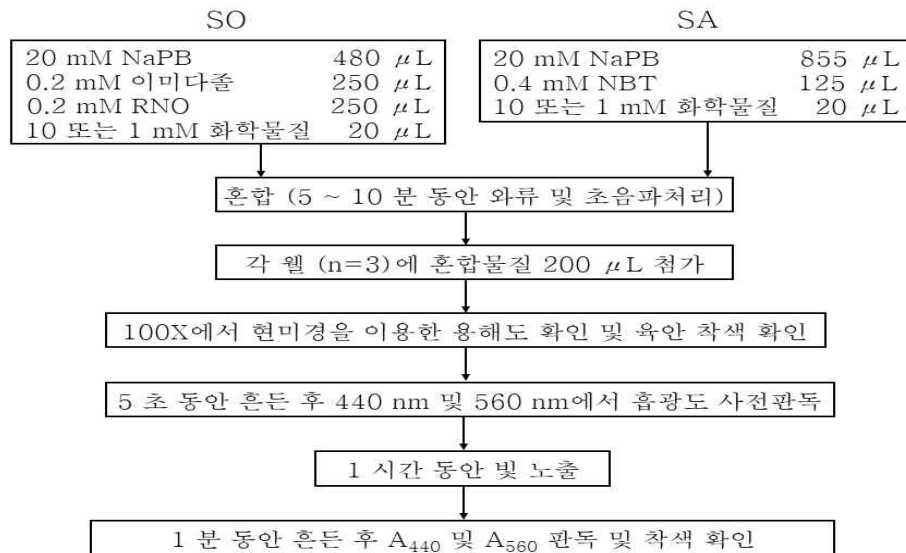 SO
20 mM NaPB 480 μL
0.2 mM 이미다졸 250 μL
0.2 mM RNO 250 μL
10 또는 1 mM 화학물질 20 μL
SA
20 mM NaPB 855 μL
0.4 mM NBT 125 μL
10 또는 1 mM 화학물질 20 μL
혼합 (5 ~ 10 분 동안 와류 및 초음파처리)
각 웰 (n=3)에 혼합물질 200 μL 첨가
100X에서 현미경을 이용한 용해도 확인 및 육안 착색 확인
5 초 동안 흔든 후 440 nm 및 560 nm에서 흡광도 사전판독
1 시간 동안 빛 노출
1 분 동안 흔든 후 A440 및 A560 판독 및 착색 확인